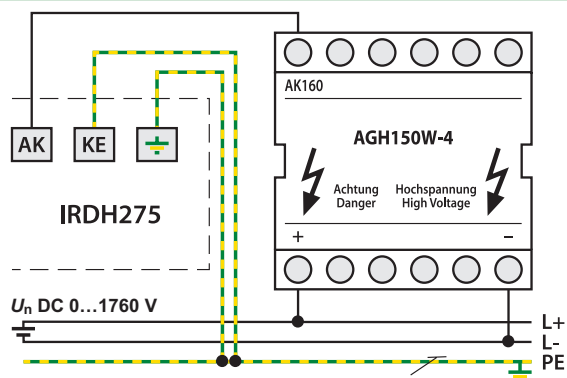 AK160
AGH150W-4
AK KE
Achtung Hochspannung
Danger High Voltage
IRDH275
+ −
Un DC 0...1760 V
L+
L-
PE